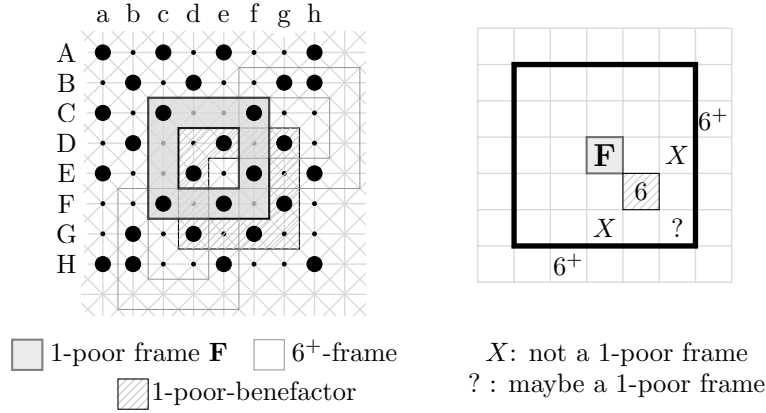 a b c d e f g h
A
B
C
D
E
F
G
H
6⁺
F
X
6
X
?
6⁺
1-poor frame F
6⁺-frame
1-poor-benefactor
X: not a 1-poor frame
? : maybe a 1-poor frame